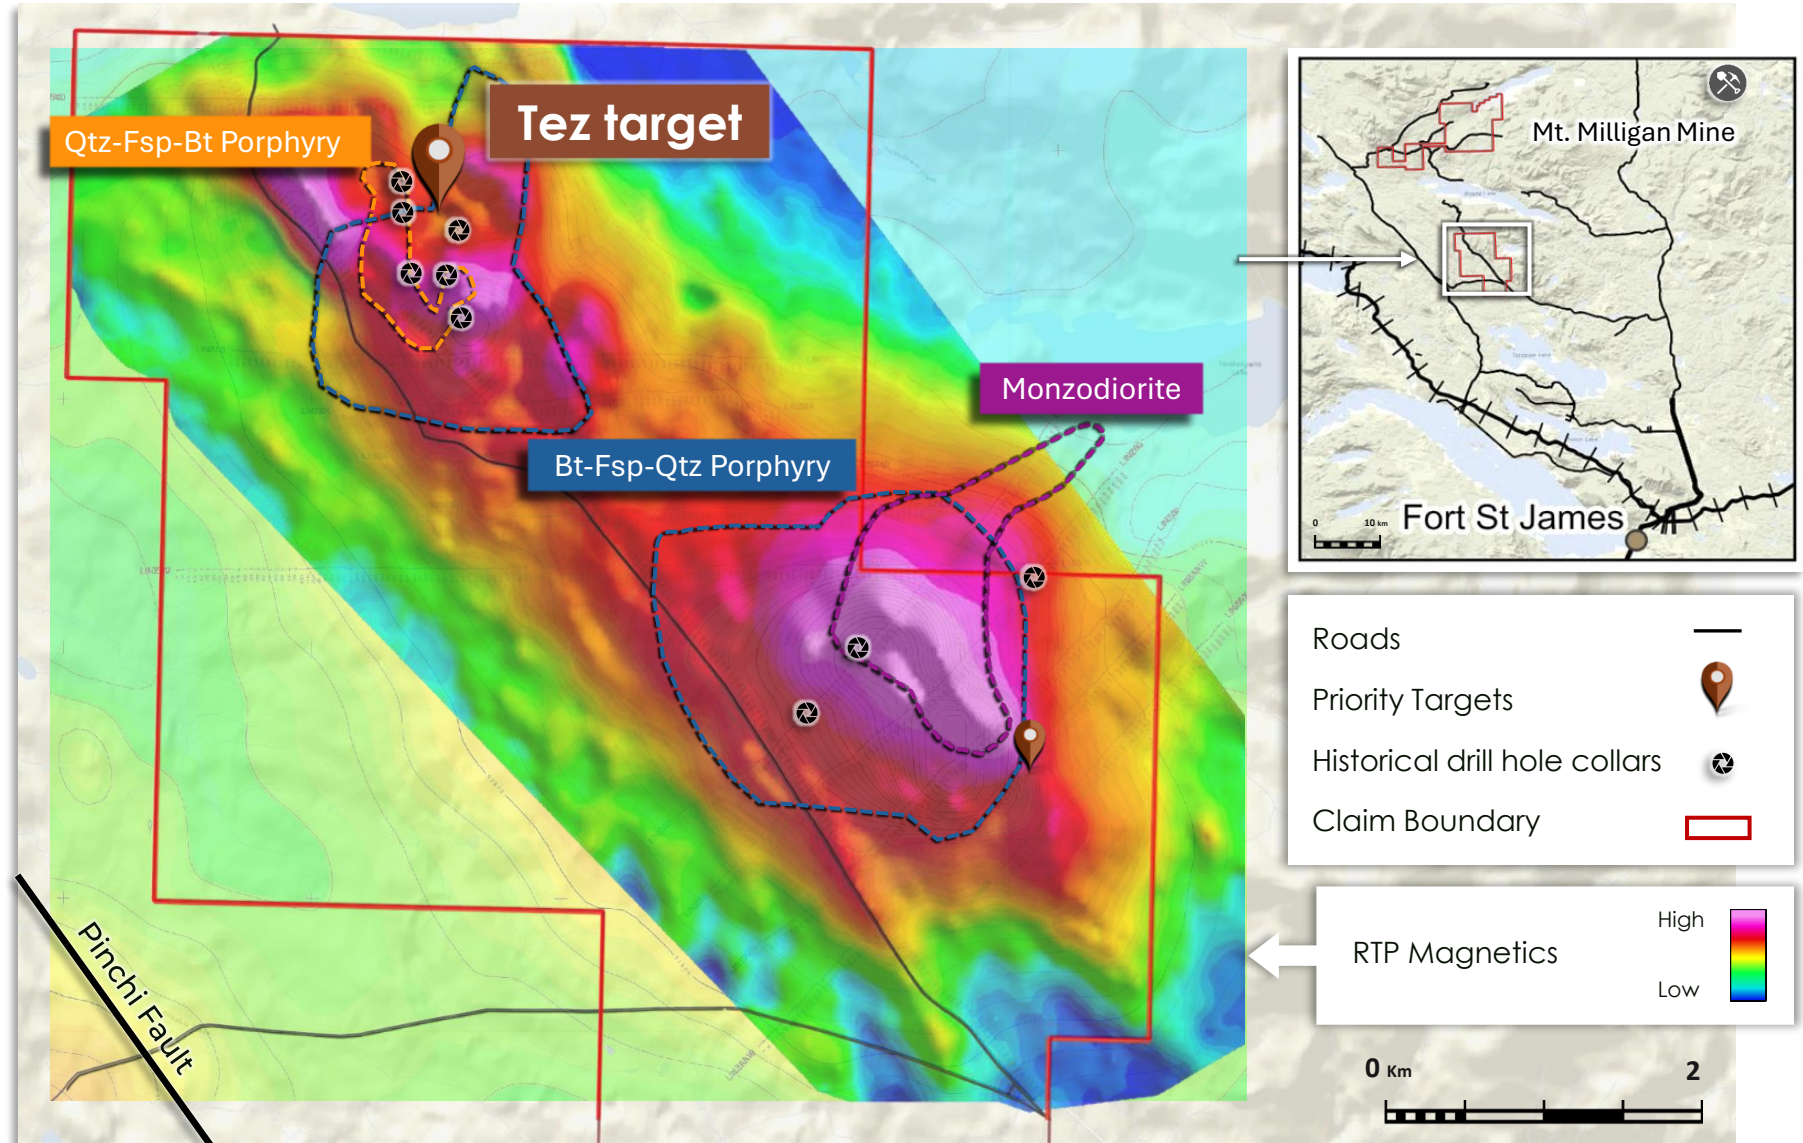 Tez target
Qtz-Fsp-Bt Porphyry
Monzodiorite
Bt-Fsp-Qtz Porphyry
Pinchi Fault
Mt. Milligan Mine
Fort St James
0 10 km
Roads
Priority Targets
Historical drill hole collars
Claim Boundary
RTP Magnetics
High
Low
0 Km 2